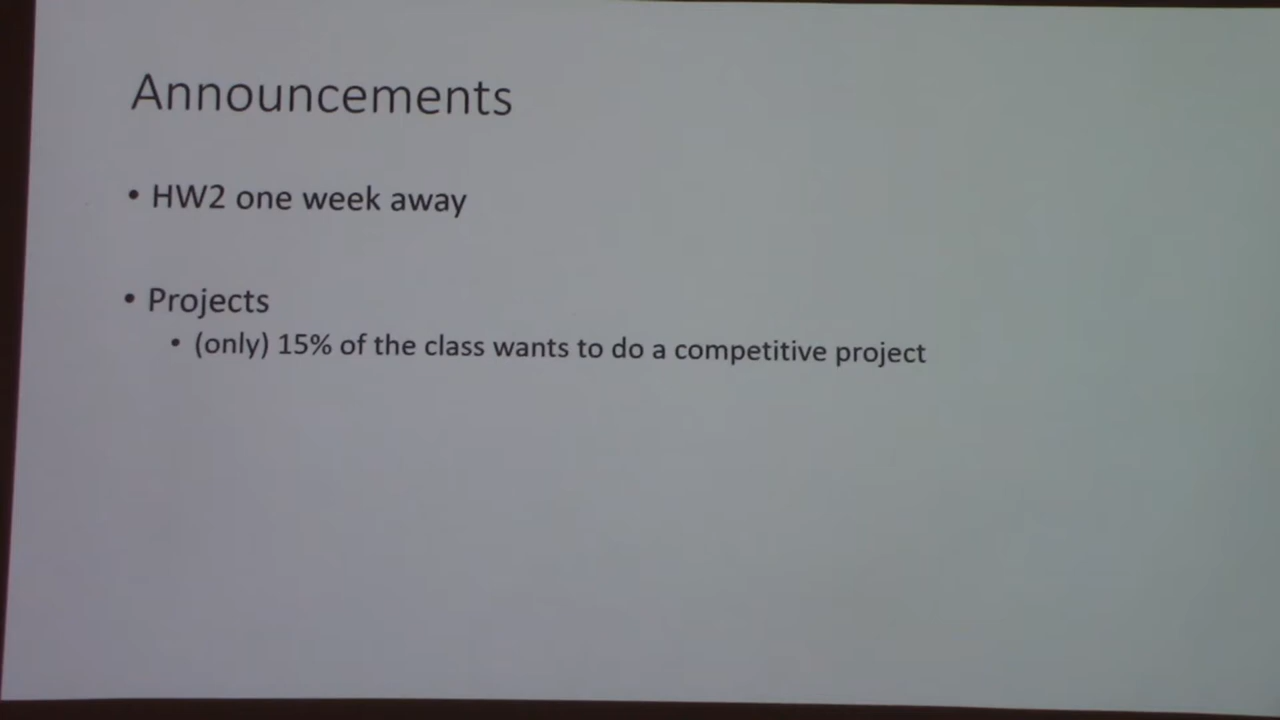 Announcements
• HW2 one week away
• Projects
• (only) 15% of the class wants to do a competitive project